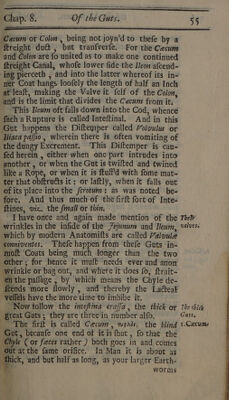 Chap. 8. Of the Guts. 55
Cæcum or Colon, being not joyn'd to these by a
streight duct, but transverse. For the Cæcum
and Colon are so united as to make one continued
streight Canal, whose lower side the Ileon ascend-
ing pierceth, and into the latter whereof its in-
ner Coat hangs loosely the length of half an Inch
at least, making the Valve it self of the Colon,
and is the limit that divides the Cæcum from it.
This Ileum oft falls down into the Cod, whence
such a Rupture is called Intestinal. And in this
Gut happens the Distemper called Volvulus or
Iliaca passio, wherein there is often vomiting of
the dungy Excrement. This Distemper is cau-
sed herein, either when one part intrudes into
another, or when the Gut is twisted and twined
like a Rope, or when it is stuff'd with some mat-
ter that obstructs it: or lastly, when it falls out
of its place into the scrotum: as was noted be-
fore. And thus much of the first sort of Inte-
stines, viz. the small or thin.
I have once and again made mention of the
Their
wrinkles in the inside of the Jejunum and Ileum,
valves.
which by modern Anatomists are called Valvulæ
conniventes. These happen from these Guts in-
most Coats being much longer than the two
other; for hence it must needs ever and anon
wrinkle or bag out, and where it does so, strait-
en the passage, by which means the Chyle de-
scends more slowly, and thereby the Lacteal
vessels have the more time to imbibe it.
Now follow the intestina crassa, the thick or
The thick
great Guts; they are three in number also.
Guts.
The first is called Cæcum, the blind
1. Cæcum.
Gut, because one end of it is shut, so that the
Chyle (or fæces rather) both goes in and comes
out at the same orifice. In Man it is about as
thick, and but half as long, as your larger Earth-
worms